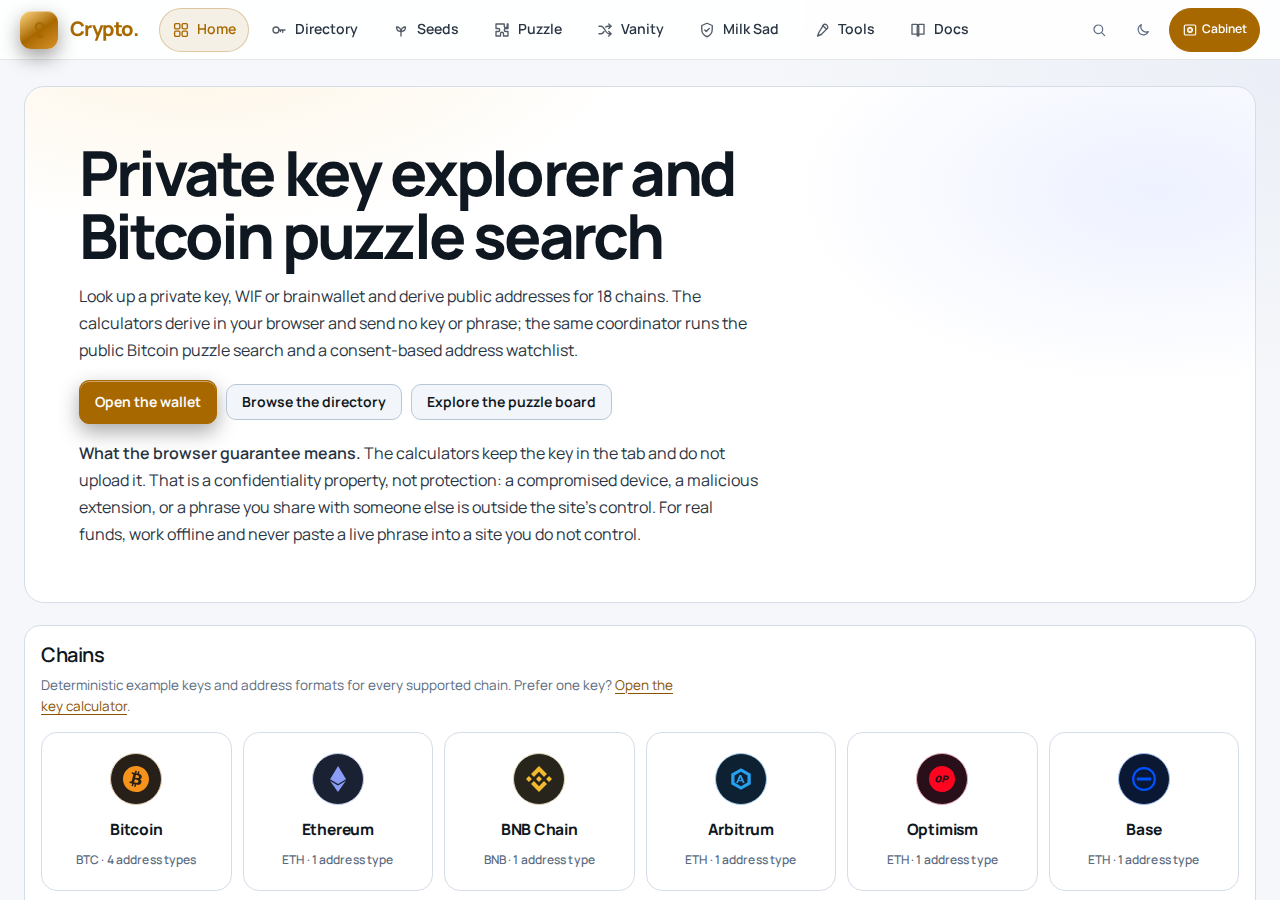 Crypto.
Home
Directory
Seeds
Puzzle
Vanity
Milk Sad
Tools
Docs
Cabinet
Private key explorer and
Bitcoin puzzle search
Look up a private key, WIF or brainwallet and derive public addresses for 18 chains. The
calculators derive in your browser and send no key or phrase; the same coordinator runs the
public Bitcoin puzzle search and a consent-based address watchlist.
Open the wallet
Browse the directory
Explore the puzzle board
What the browser guarantee means. The calculators keep the key in the tab and do not
upload it. That is a confidentiality property, not protection: a compromised device, a malicious
extension, or a phrase you share with someone else is outside the site's control. For real
funds, work offline and never paste a live phrase into a site you do not control.
Chains
Deterministic example keys and address formats for every supported chain. Prefer one key? Open the
key calculator.
Bitcoin
BTC · 4 address types
Ethereum
ETH · 1 address type
BNB Chain
BNB · 1 address type
Arbitrum
ETH · 1 address type
OP
Optimism
ETH · 1 address type
Base
ETH · 1 address type